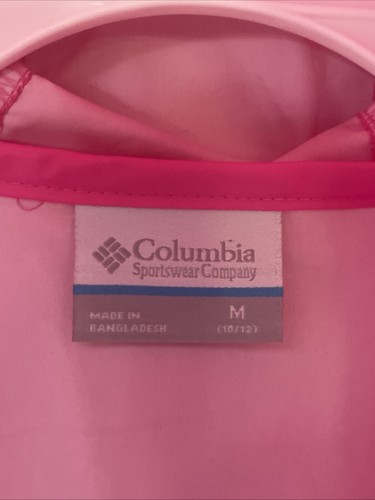 Columbia
Sportswear Company
MADE IN
BANGLADESH
M
(10/12)